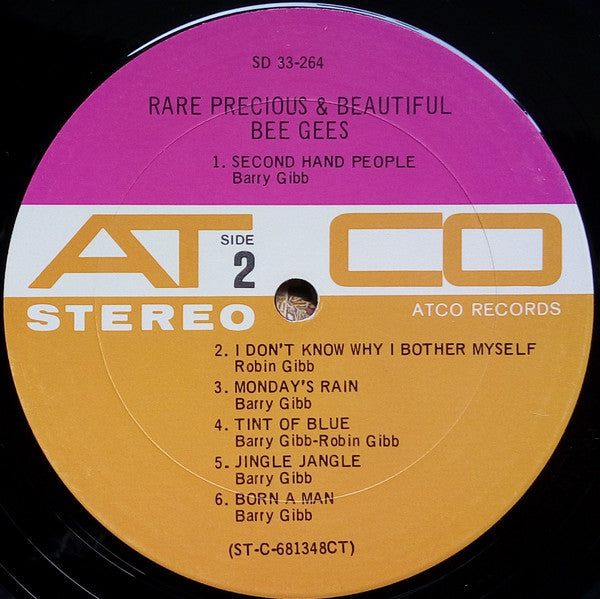 SD 33-264
RARE PRECIOUS & BEAUTIFUL
BEE GEES
1. SECOND HAND PEOPLE
Barry Gibb
ATCO
SIDE
2
STEREO
ATCO RECORDS
2. I DON'T KNOW WHY I BOTHER MYSELF
Robin Gibb
3. MONDAY'S RAIN
Barry Gibb
4. TINT OF BLUE
Barry Gibb-Robin Gibb
5. JINGLE JANGLE
Barry Gibb
6. BORN A MAN
Barry Gibb
(ST-C-681348CT)